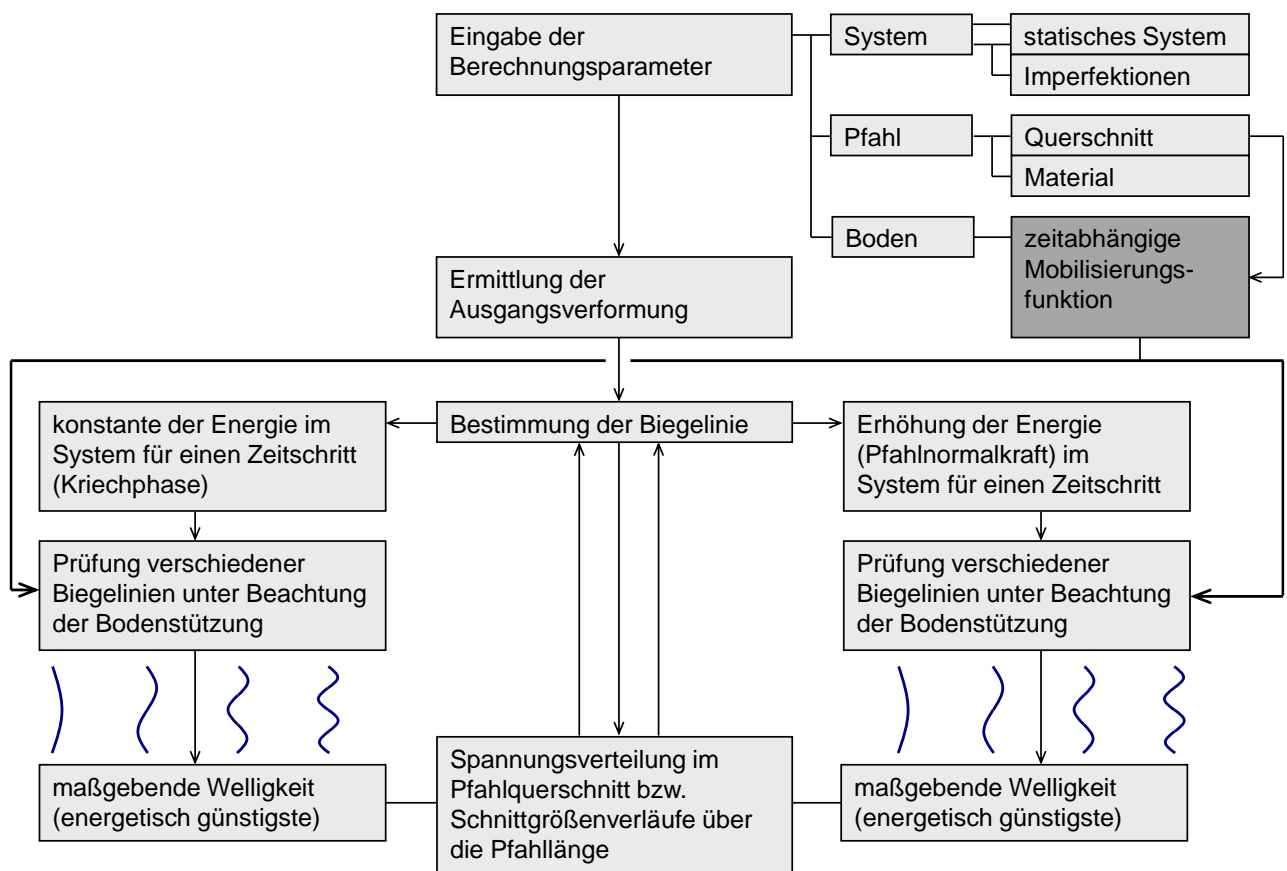 Eingabe der
Berechnungsparameter
System
statisches System
Imperfektionen
Pfahl
Querschnitt
Material
Boden
zeitabhängige
Mobilisierungs-
funktion
Ermittlung der
Ausgangsverformung
konstante der Energie im
System für einen Zeitschritt
(Kriechphase)
Bestimmung der Biegelinie
Erhöhung der Energie
(Pfahlnormalkraft) im
System für einen Zeitschritt
Prüfung verschiedener
Biegelinien unter Beachtung
der Bodenstützung
Prüfung verschiedener
Biegelinien unter Beachtung
der Bodenstützung
maßgebende Welligkeit
(energetisch günstigste)
Spannungsverteilung im
Pfahlquerschnitt bzw.
Schnittgrößenverläufe über
die Pfahllänge
maßgebende Welligkeit
(energetisch günstigste)